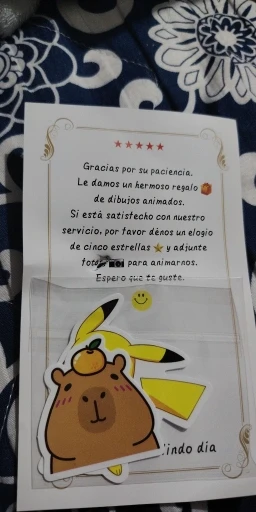 Gracias por su paciencia.
Le damos un hermoso regalo
de dibujos animados.
Si está satisfecho con nuestro
servicio, por favor dénos un elogio
de cinco estrellas y adjunte
para animarnos.
Espero que te guste.
lindo día